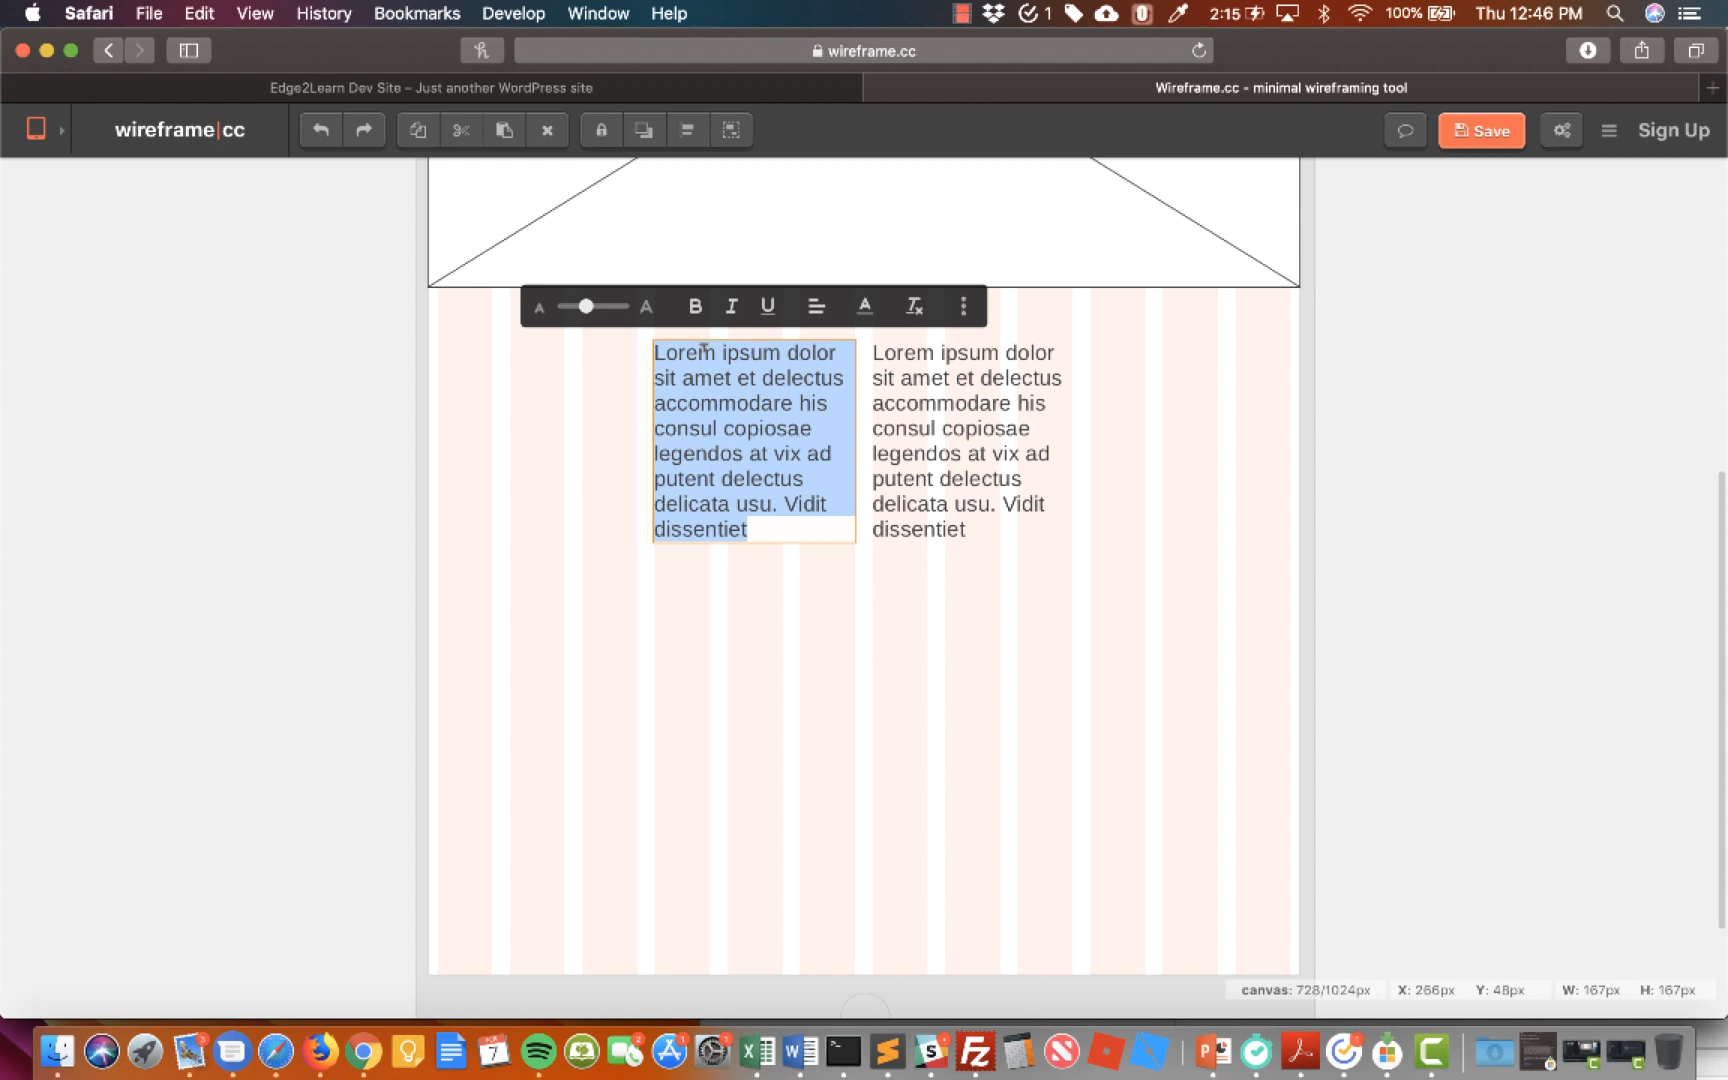 Safari File Edit View History Bookmarks Develop Window Help 1 2:15 100% Thu 12:46 PM
wireframe.cc
Edge2Learn Dev Site – Just another WordPress site
Wireframe.cc - minimal wireframing tool
wireframe|cc
Save
Sign Up
A A B I U A Tx
Lorem ipsum dolor
sit amet et delectus
accommodare his
consul copiosae
legendos at vix ad
putent delectus
delicata usu. Vidit
dissentiet
Lorem ipsum dolor
sit amet et delectus
accommodare his
consul copiosae
legendos at vix ad
putent delectus
delicata usu. Vidit
dissentiet
canvas: 728/1024px X: 266px Y: 48px W: 167px H: 167px